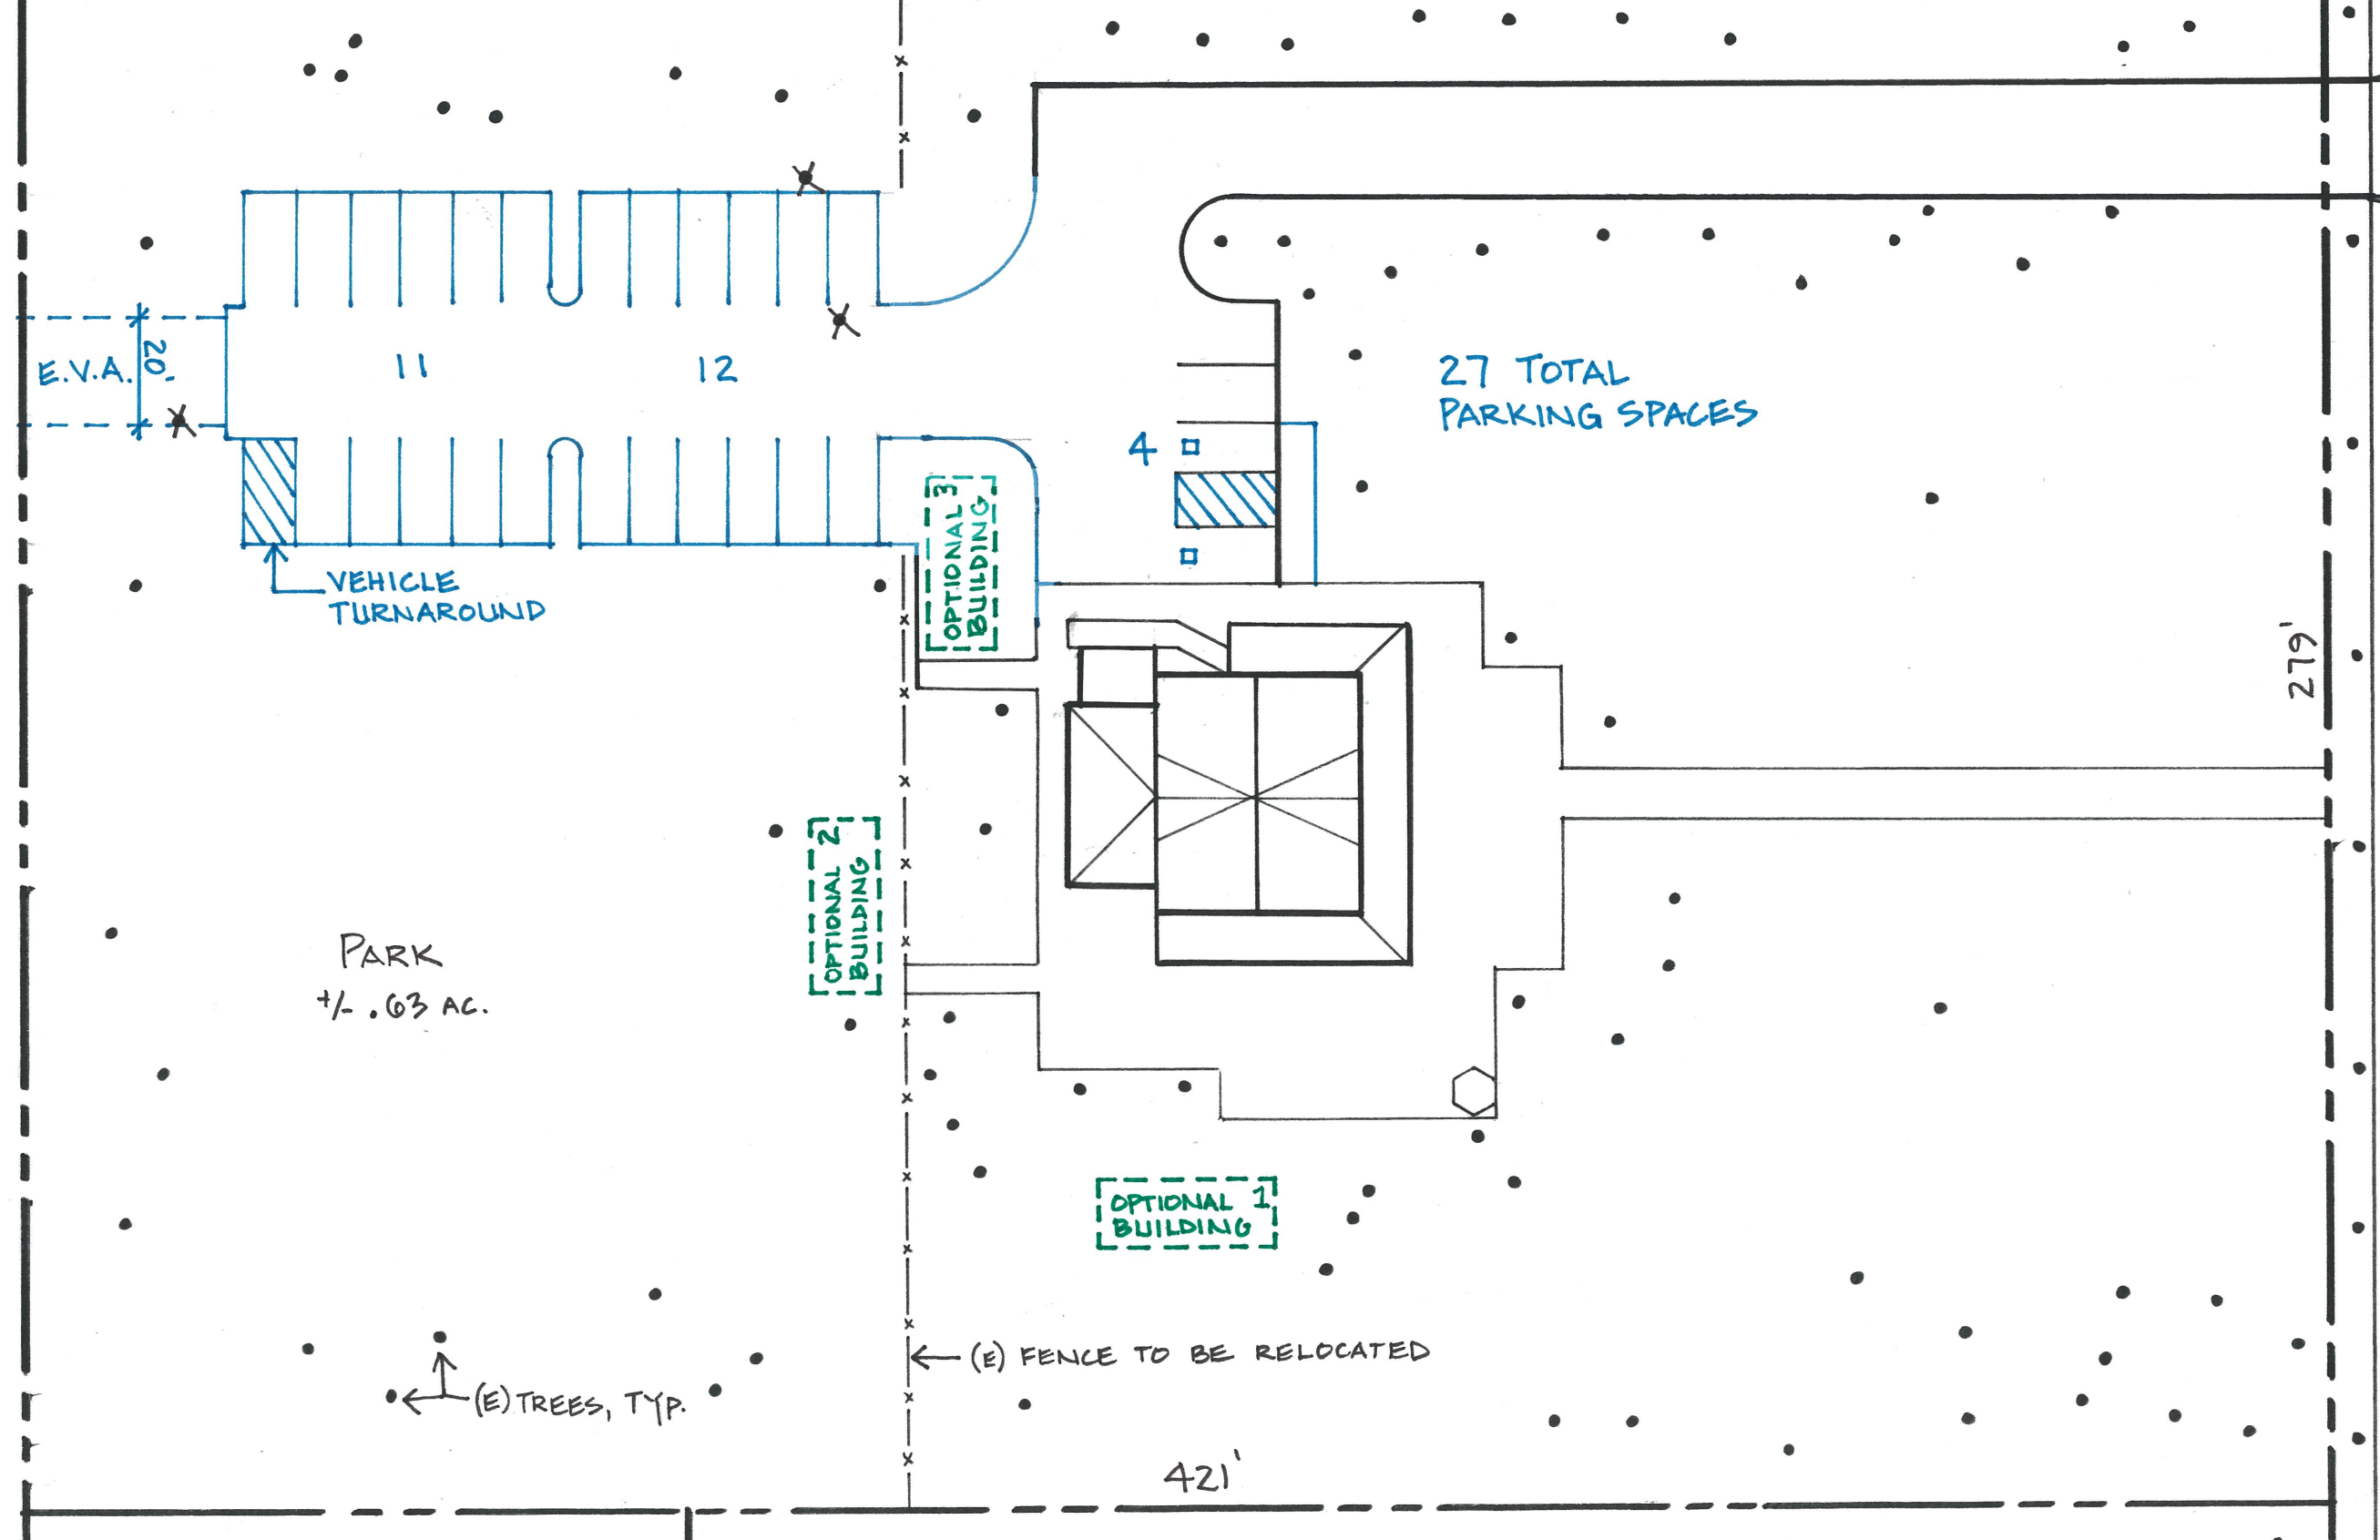 E.V.A.
20'
11
12
4
27 TOTAL
PARKING SPACES
VEHICLE
TURNAROUND
OPTIONAL 3
BUILDING
279'
OPTIONAL 2
BUILDING
PARK
+/- .63 AC.
OPTIONAL 1
BUILDING
(E) FENCE TO BE RELOCATED
(E) TREES, TYP.
421'